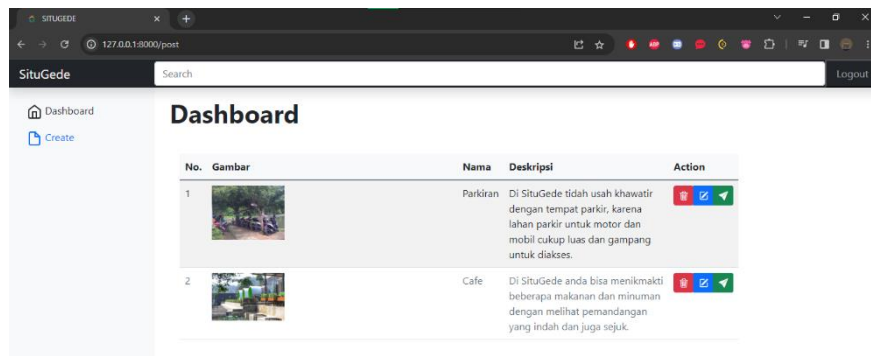 SITUGEDE
127.0.0.1:8000/post
SituGede
Search
Logout
Dashboard
Create
Dashboard
No. Gambar Nama Deskripsi Action
1 Parkiran Di SituGede tidah usah khawatir
dengan tempat parkir, karena
lahan parkir untuk motor dan
mobil cukup luas dan gampang
untuk diakses.
2 Cafe Di SituGede anda bisa menikmakti
beberapa makanan dan minuman
dengan melihat pemandangan
yang indah dan juga sejuk.